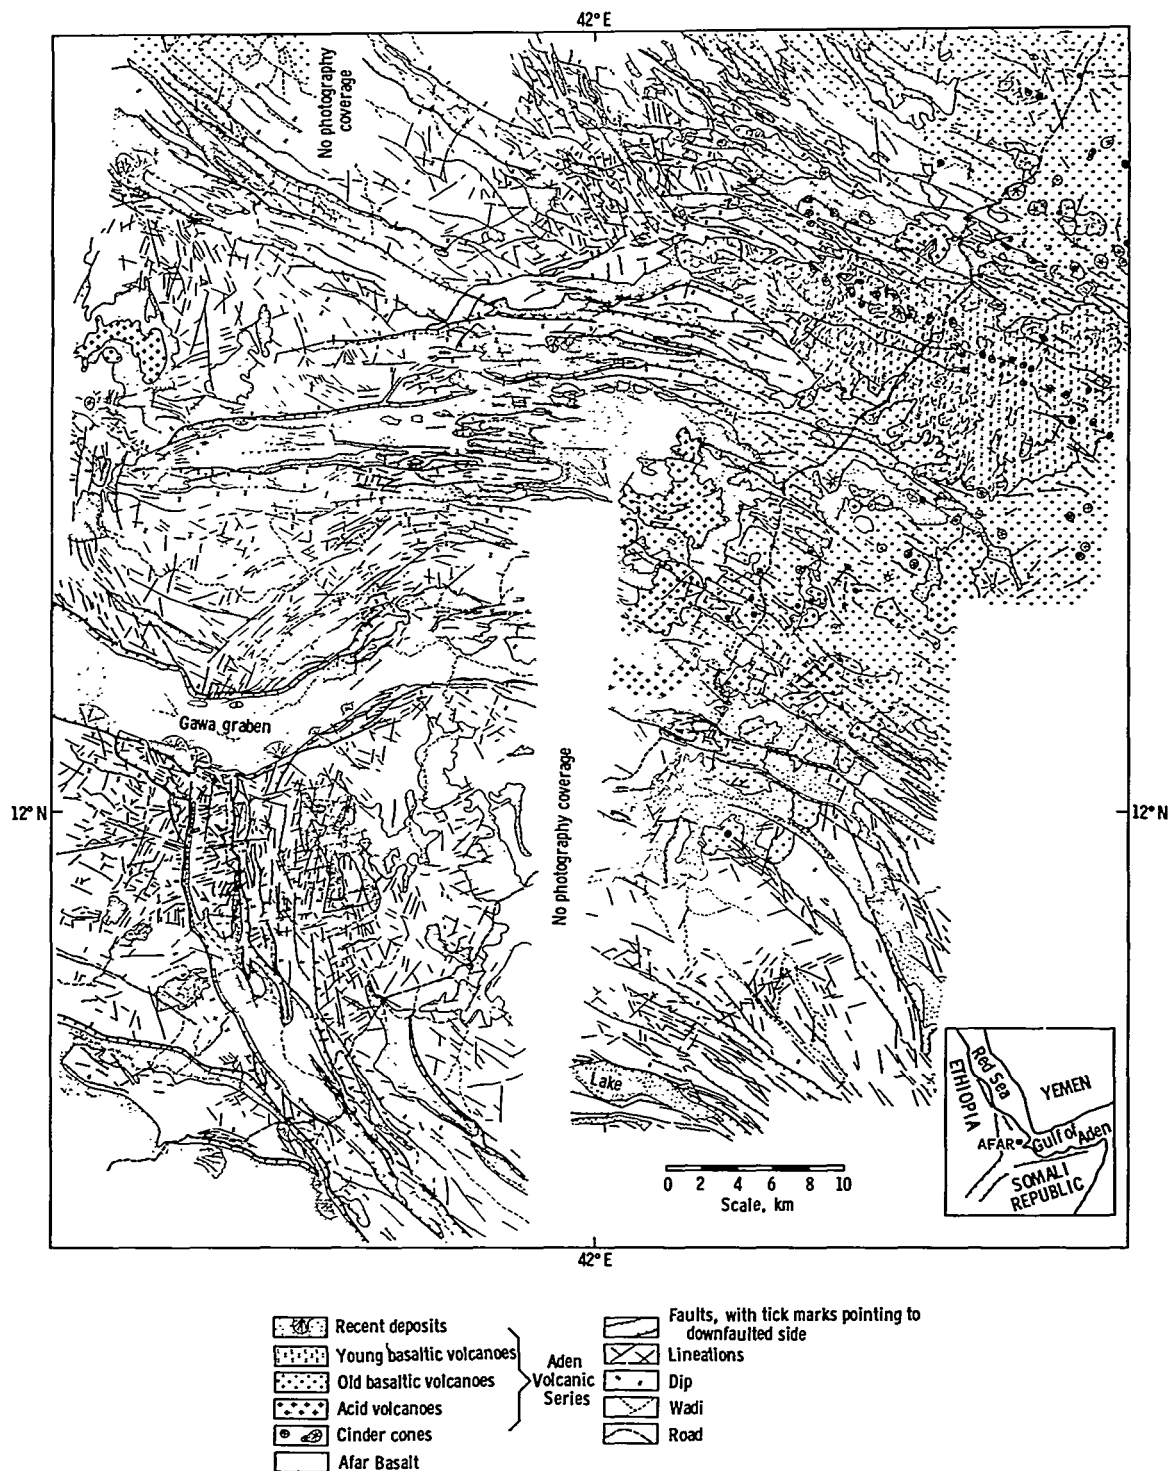 42° E
No photography
coverage
Gawa graben
12° N
12° N
No photography coverage
Lake
0 2 4 6 8 10
Scale, km
ETHIOPIA
Red Sea
YEMEN
AFAR
Gulf of Aden
SOMALI
REPUBLIC
42° E
Recent deposits
Young basaltic volcanoes
Old basaltic volcanoes
Acid volcanoes
Cinder cones
Afar Basalt
Aden
Volcanic
Series
Faults, with tick marks pointing to
downfaulted side
Lineations
Dip
Wadi
Road